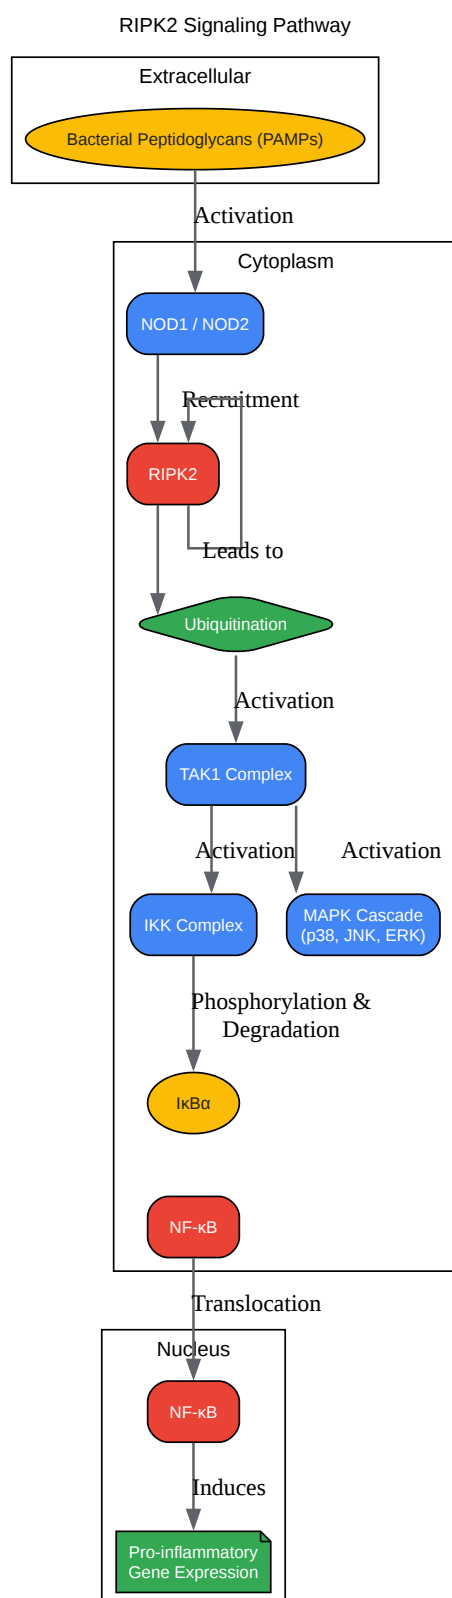 RIPK2 Signaling Pathway
Extracellular
Bacterial Peptidoglycans (PAMPs)
Activation
Cytoplasm
NOD1 / NOD2
Recruitment
RIPK2
Leads to
Ubiquitination
Activation
TAK1 Complex
Activation
Activation
IKK Complex
MAPK Cascade
(p38, JNK, ERK)
Phosphorylation &
Degradation
IκBα
NF-κB
Translocation
Nucleus
NF-κB
Induces
Pro-inflammatory
Gene Expression